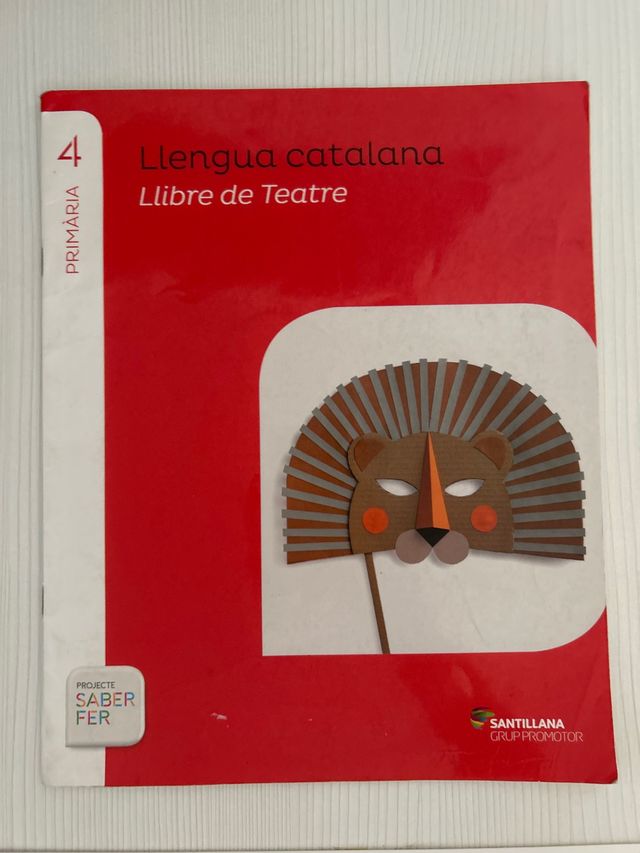 4
PRIMÀRIA
Llengua catalana
Llibre de Teatre
PROJECTE
SABER
FER
SANTILLANA
GRUP PROMOTOR